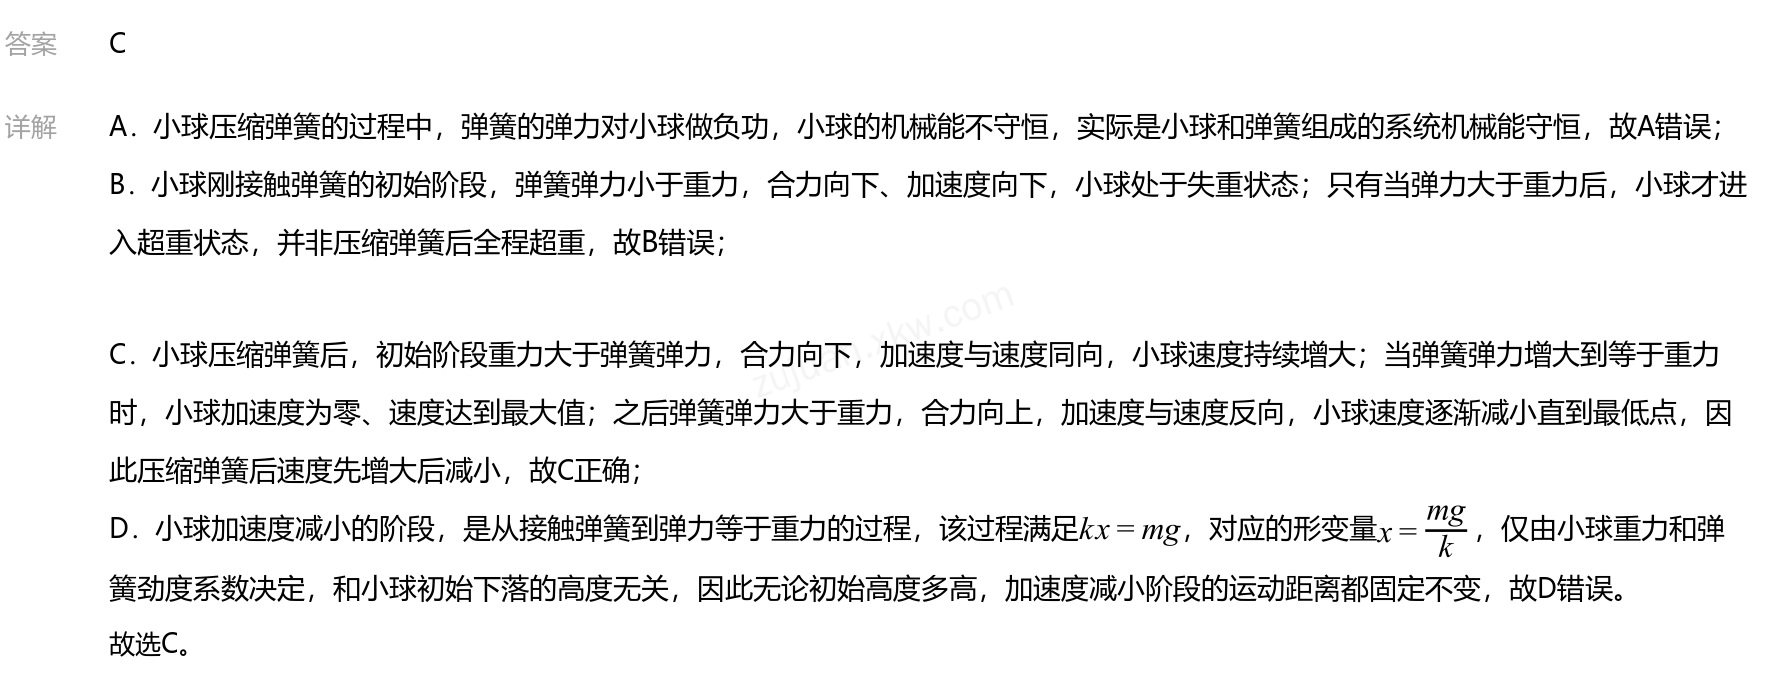 答案 C
详解 A．小球压缩弹簧的过程中，弹簧的弹力对小球做负功，小球的机械能不守恒，实际是小球和弹簧组成的系统机械能守恒，故A错误；
B．小球刚接触弹簧的初始阶段，弹簧弹力小于重力，合力向下、加速度向下，小球处于失重状态；只有当弹力大于重力后，小球才进
入超重状态，并非压缩弹簧后全程超重，故B错误；
zujuan.xkw.com
C．小球压缩弹簧后，初始阶段重力大于弹簧弹力，合力向下，加速度与速度同向，小球速度持续增大；当弹簧弹力增大到等于重力
时，小球加速度为零、速度达到最大值；之后弹簧弹力大于重力，合力向上，加速度与速度反向，小球速度逐渐减小直到最低点，因
此压缩弹簧后速度先增大后减小，故C正确；
D．小球加速度减小的阶段，是从接触弹簧到弹力等于重力的过程，该过程满足kx = mg，对应的形变量x = mg/k，仅由小球重力和弹
簧劲度系数决定，和小球初始下落的高度无关，因此无论初始高度多高，加速度减小阶段的运动距离都固定不变，故D错误。
故选C。